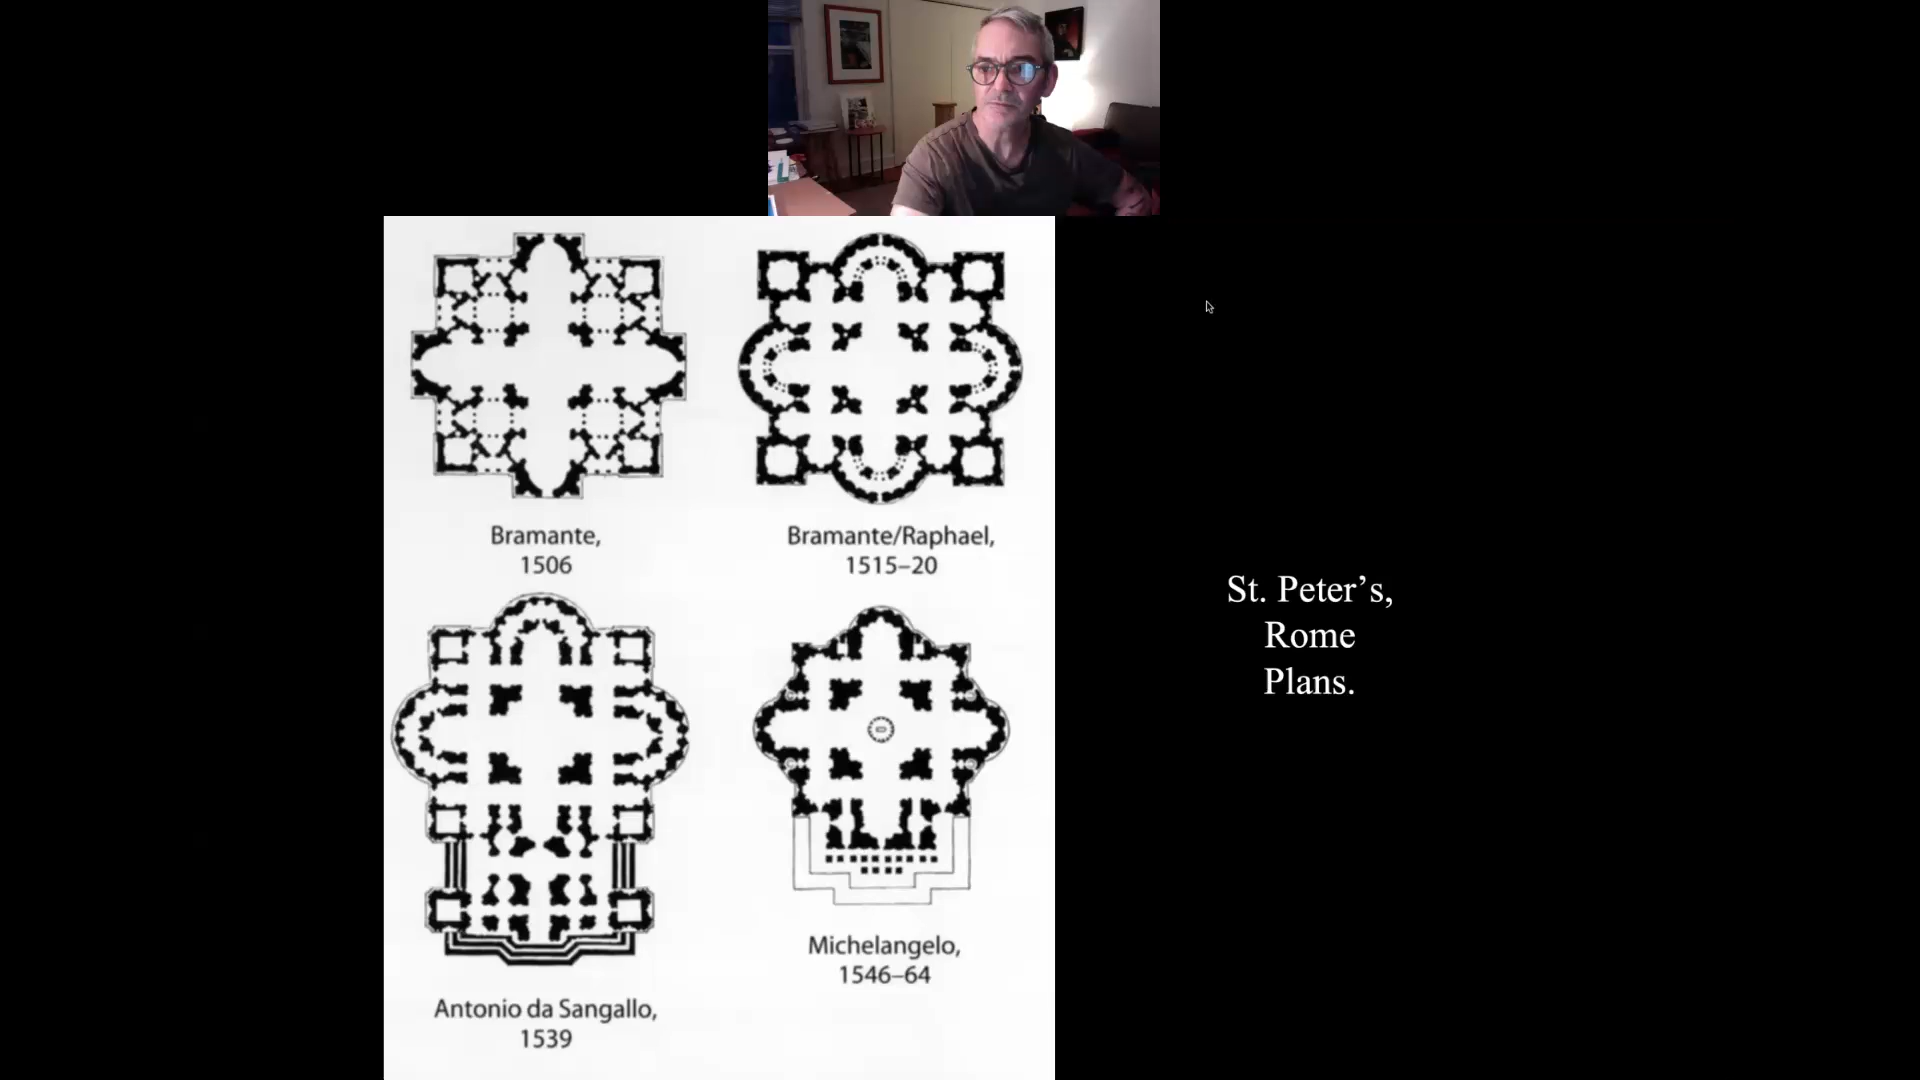 Bramante,
1506
Bramante/Raphael,
1515–20
Antonio da Sangallo,
1539
Michelangelo,
1546–64
St. Peter’s,
Rome
Plans.